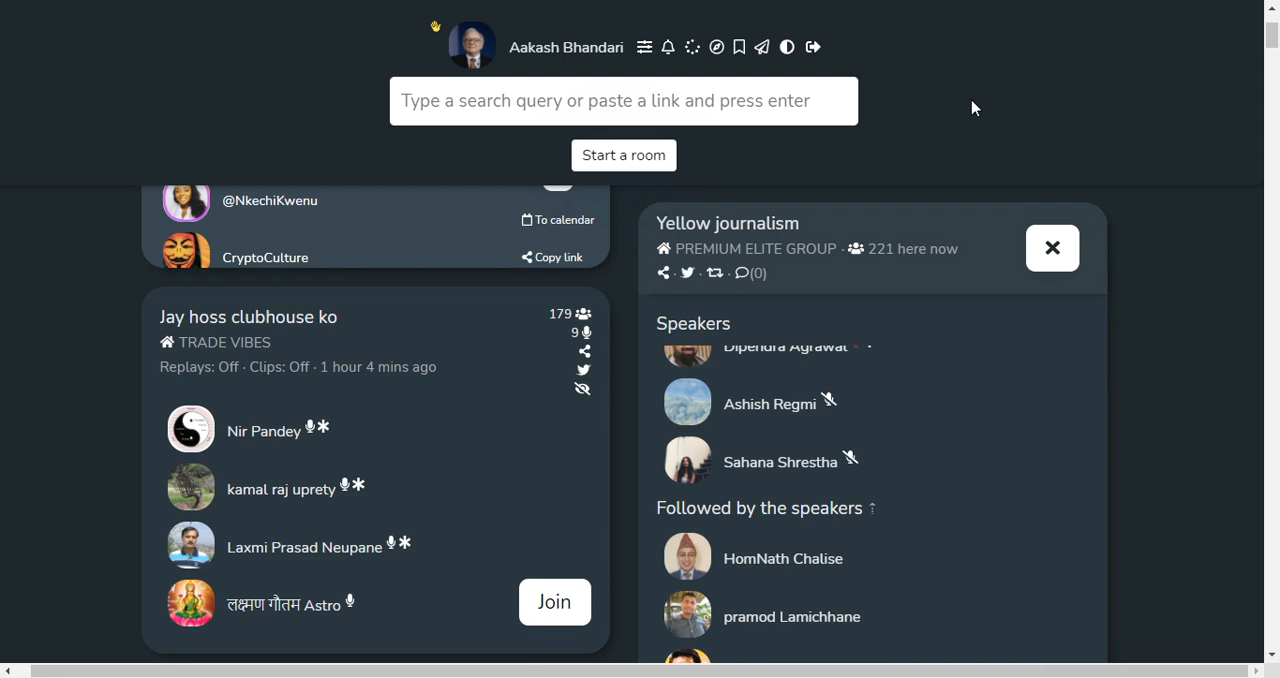 Aakash Bhandari
Type a search query or paste a link and press enter
Start a room
@NkechiKwenu
To calendar
CryptoCulture
Copy link
Jay hoss clubhouse ko
179
TRADE VIBES
9
Replays: Off · Clips: Off · 1 hour 4 mins ago
Nir Pandey
kamal raj uprety
Laxmi Prasad Neupane
लक्ष्मण गौतम Astro
Join
Yellow journalism
PREMIUM ELITE GROUP · 221 here now
· · · (0)
Speakers
Dipendra Agrawal
Ashish Regmi
Sahana Shrestha
Followed by the speakers ↑
HomNath Chalise
pramod Lamichhane